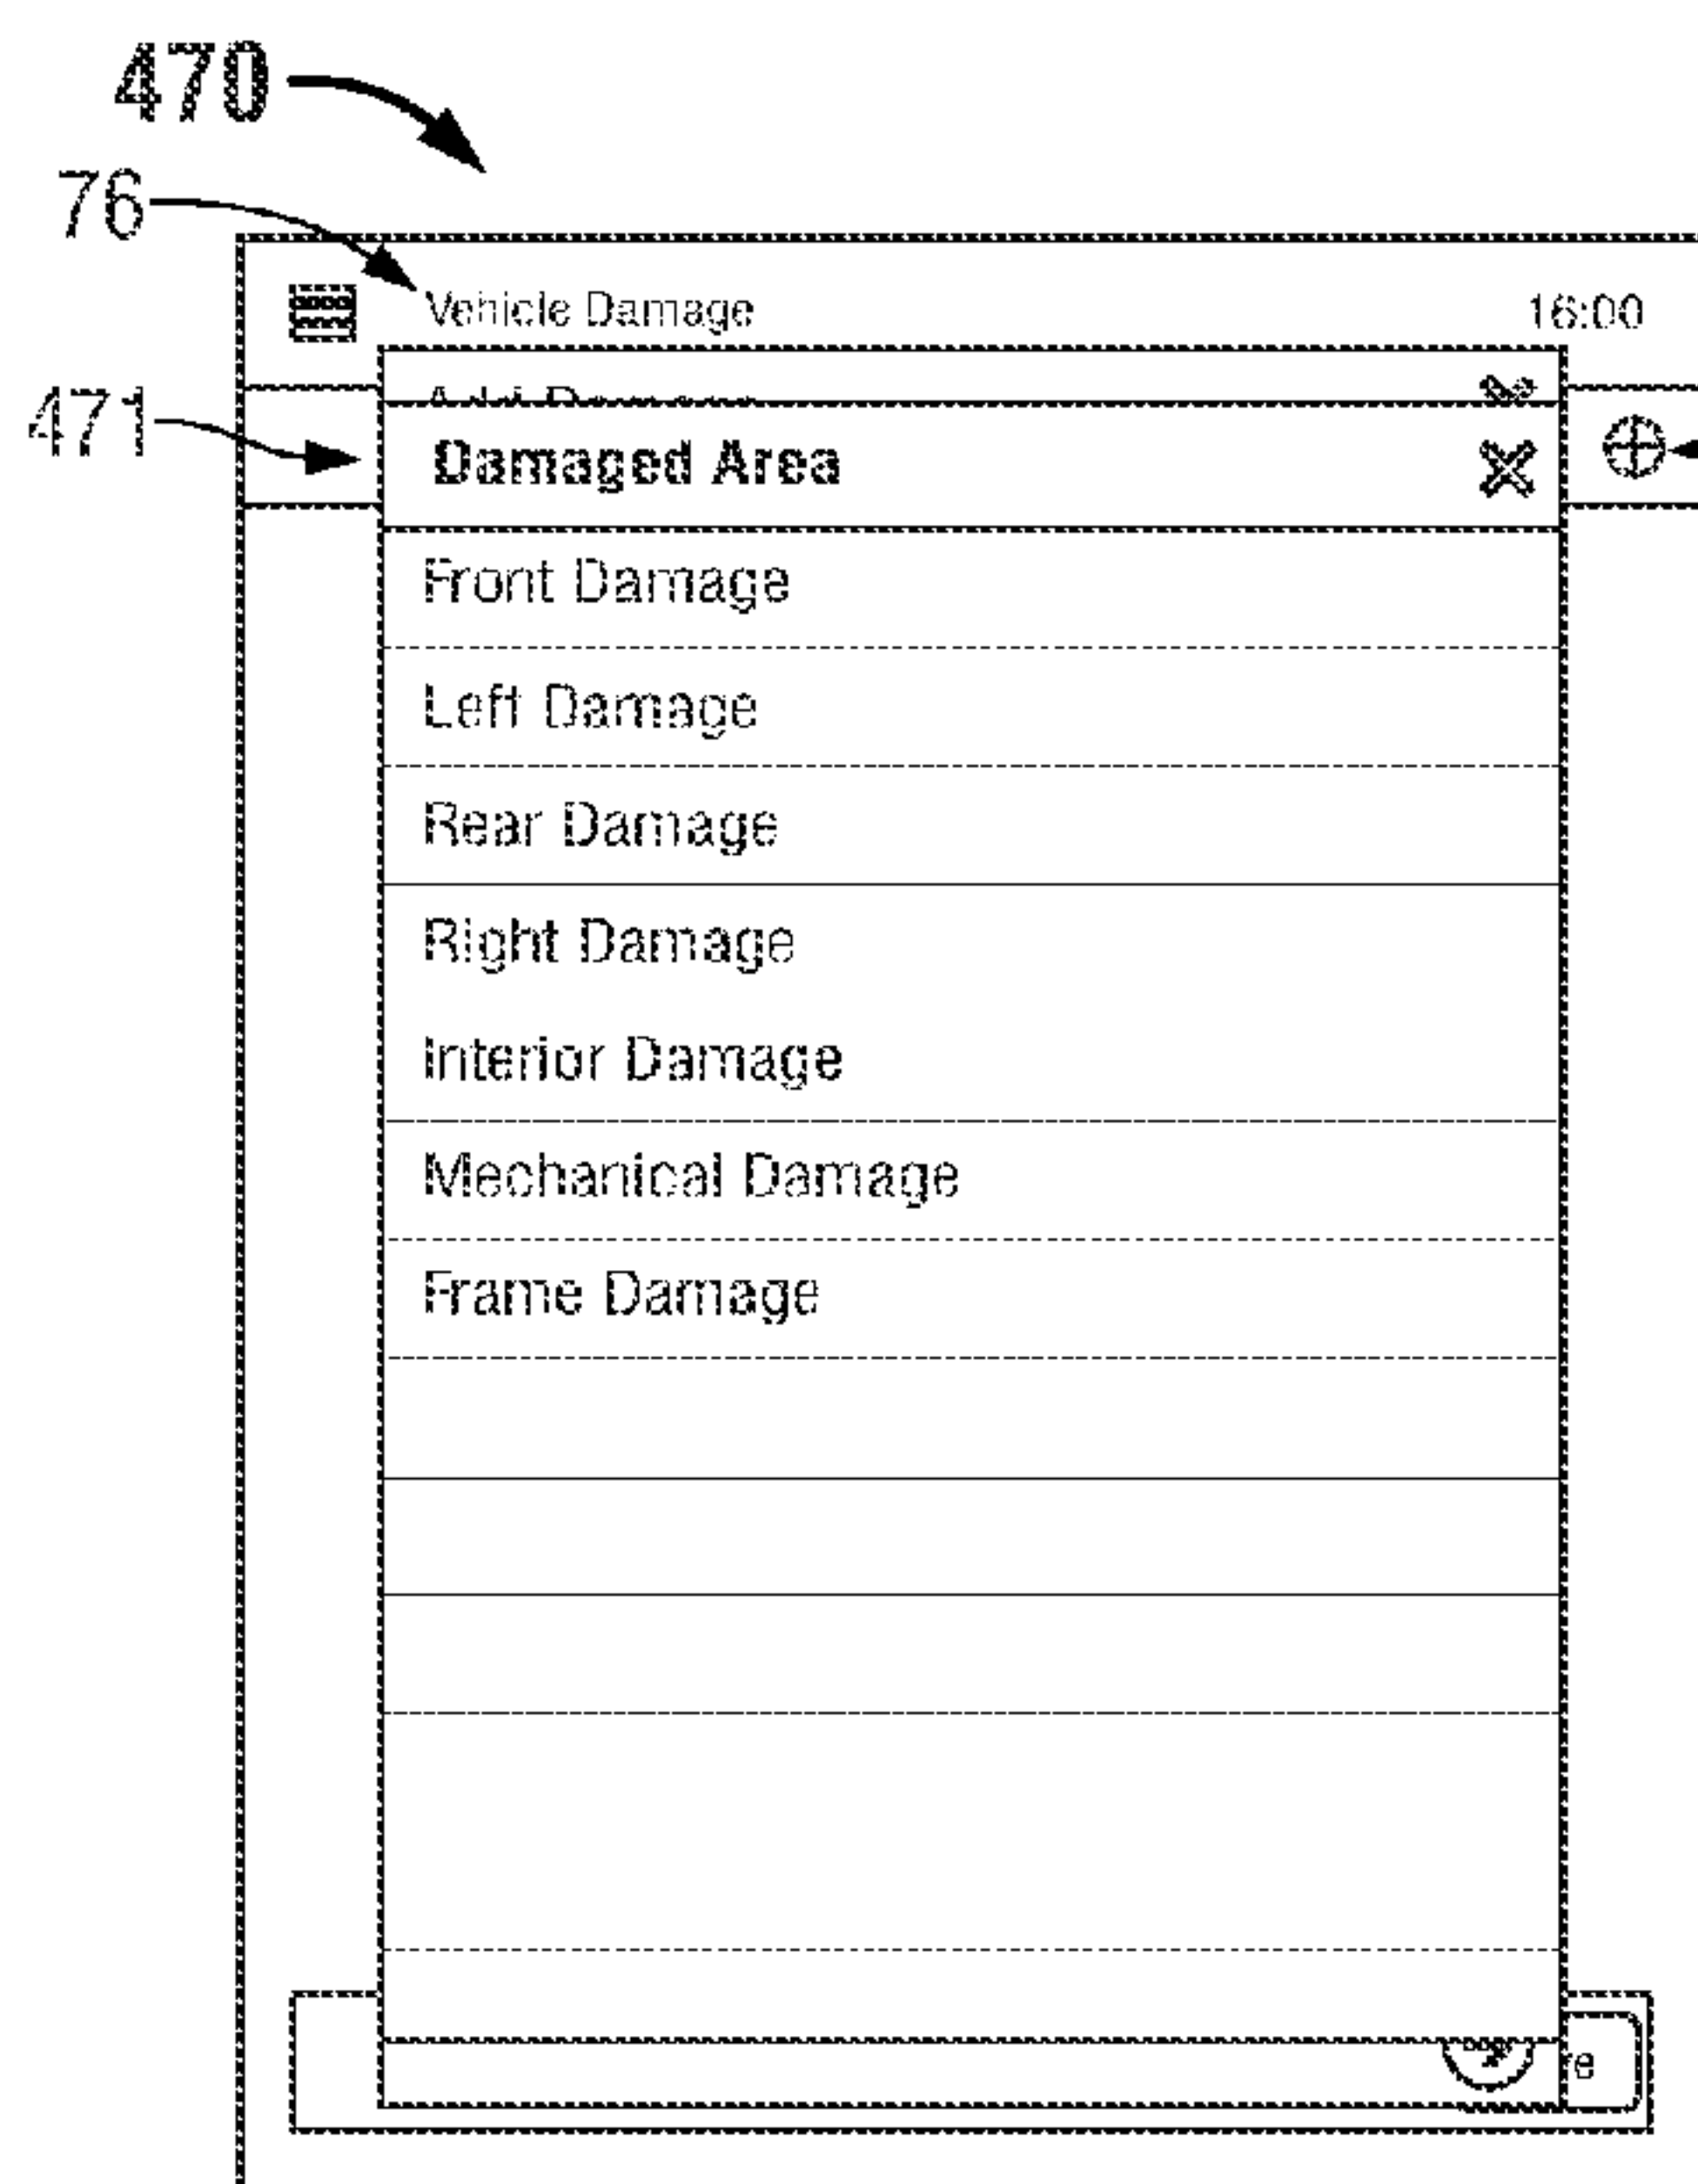 470
76
Vehicle Damage 16:00
471
Damaged Area
Front Damage
Left Damage
Rear Damage
Right Damage
Interior Damage
Mechanical Damage
Frame Damage